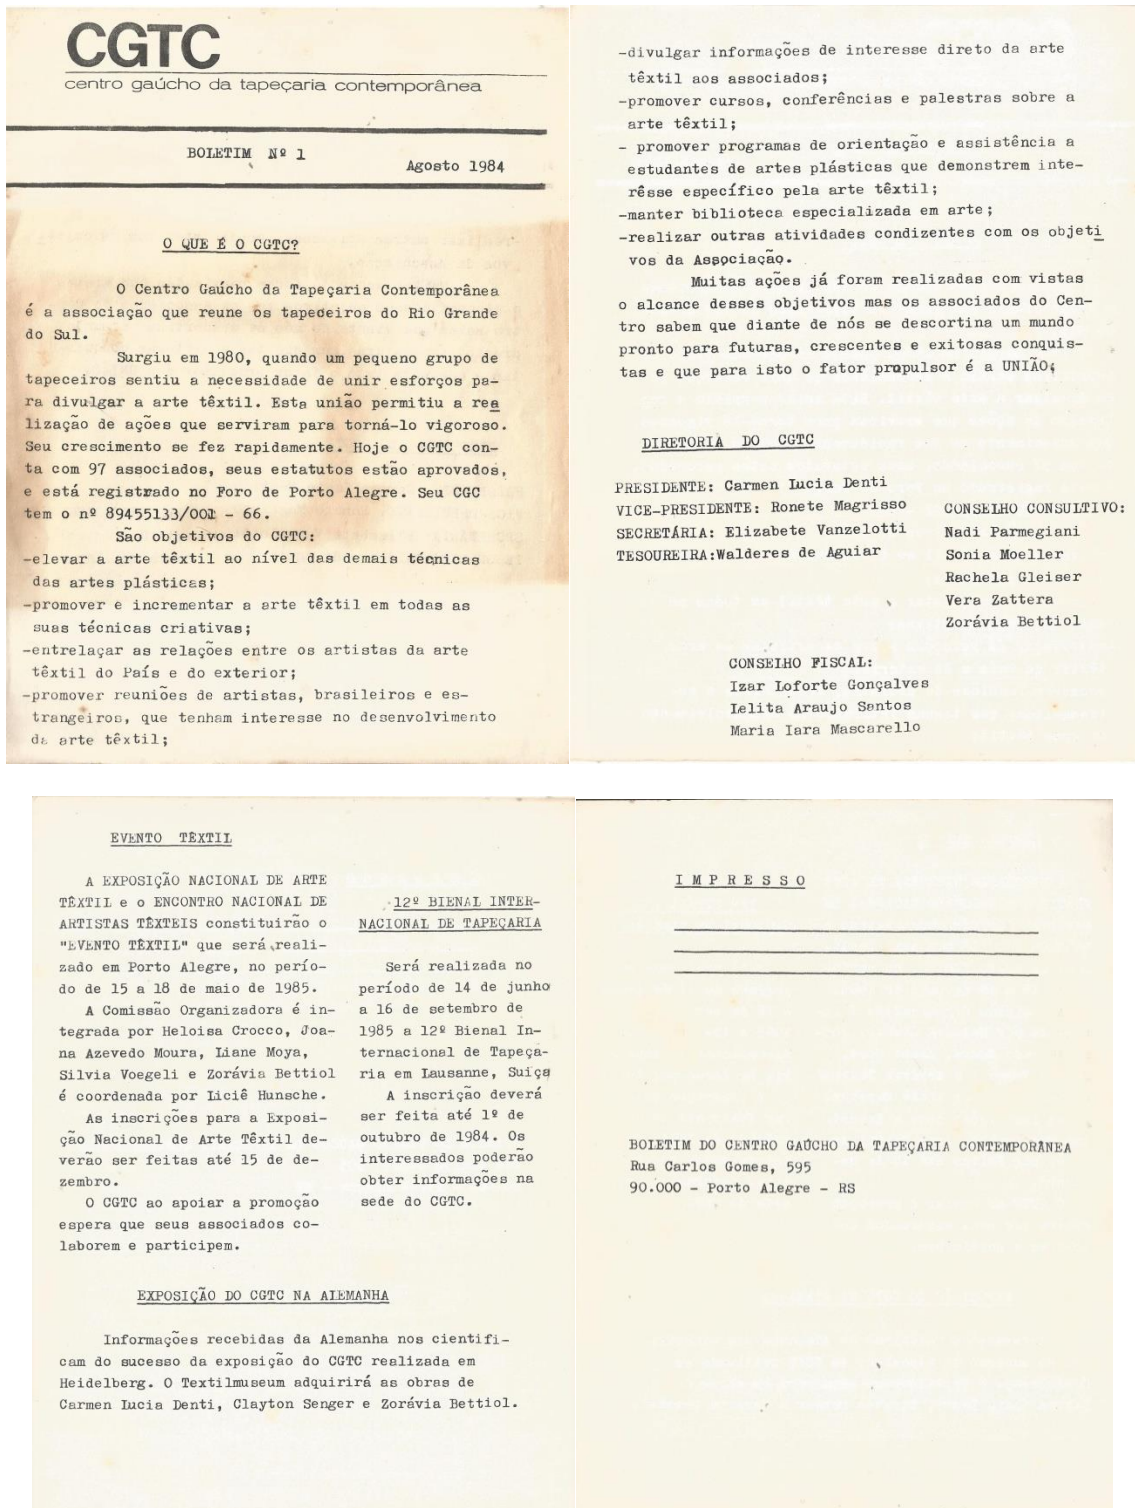 CGTC
centro gaúcho da tapeçaria contemporânea
BOLETIM Nº 1
Agosto 1984
O QUE É O CGTC?
O Centro Gaúcho da Tapeçaria Contemporânea
é a associação que reune os tapeceiros do Rio Grande
do Sul.
Surgiu em 1980, quando um pequeno grupo de
tapeceiros sentiu a necessidade de unir esforços pa-
ra divulgar a arte têxtil. Esta união permitiu a rea
lização de ações que serviram para torná-lo vigoroso.
Seu crescimento se fez rapidamente. Hoje o CGTC con-
ta com 97 associados, seus estatutos estão aprovados,
e está registrado no Foro de Porto Alegre. Seu CGC
tem o nº 89455133/001 - 66.
São objetivos do CGTC:
-elevar a arte têxtil ao nível das demais técnicas
das artes plásticas;
-promover e incrementar a arte têxtil em todas as
suas técnicas criativas;
-entrelaçar as relações entre os artistas da arte
têxtil do País e do exterior;
-promover reuniões de artistas, brasileiros e es-
trangeiros, que tenham interesse no desenvolvimento
da arte têxtil;
-divulgar informações de interesse direto da arte
têxtil aos associados;
-promover cursos, conferências e palestras sobre a
arte têxtil;
- promover programas de orientação e assistência a
estudantes de artes plásticas que demonstrem inte-
rêsse específico pela arte têxtil;
-manter biblioteca especializada em arte;
-realizar outras atividades condizentes com os objeti
vos da Associação.
Muitas ações já foram realizadas com vistas
o alcance desses objetivos mas os associados do Cen-
tro sabem que diante de nós se descortina um mundo
pronto para futuras, crescentes e exitosas conquis-
tas e que para isto o fator propulsor é a UNIÃO;
DIRETORIA DO CGTC
PRESIDENTE: Carmen Lucia Denti
VICE-PRESIDENTE: Ronete Magrisso
SECRETÁRIA: Elizabete Vanzelotti
TESOUREIRA:Walderes de Aguiar
CONSELHO CONSULTIVO:
Nadi Parmegiani
Sonia Moeller
Rachela Gleiser
Vera Zattera
Zorávia Bettiol
CONSELHO FISCAL:
Izar Loforte Gonçalves
Lelita Araujo Santos
Maria Iara Mascarello
EVENTO TÊXTIL
A EXPOSIÇÃO NACIONAL DE ARTE
TÊXTIL e o ENCONTRO NACIONAL DE
ARTISTAS TÊXTEIS constituirão o
"EVENTO TÊXTIL" que será reali-
zado em Porto Alegre, no perío-
do de 15 a 18 de maio de 1985.
A Comissão Organizadora é in-
tegrada por Heloisa Crocco, Joa-
na Azevedo Moura, Liane Moya,
Silvia Voegeli e Zorávia Bettiol
é coordenada por Liciê Hunsche.
As inscrições para a Exposi-
ção Nacional de Arte Têxtil de-
verão ser feitas até 15 de de-
zembro.
O CGTC ao apoiar a promoção
espera que seus associados co-
laborem e participem.
12º BIENAL INTER-
NACIONAL DE TAPEÇARIA
Será realizada no
período de 14 de junho
a 16 de setembro de
1985 a 12º Bienal In-
ternacional de Tapeça-
ria em Lausanne, Suiça
A inscrição deverá
ser feita até 1º de
outubro de 1984. Os
interessados poderão
obter informações na
sede do CGTC.
EXPOSIÇÃO DO CGTC NA ALEMANHA
Informações recebidas da Alemanha nos cientifi-
cam do sucesso da exposição do CGTC realizada em
Heidelberg. O Textilmuseum adquirirá as obras de
Carmen Lucia Denti, Clayton Senger e Zorávia Bettiol.
I M P R E S S O
BOLETIM DO CENTRO GAÚCHO DA TAPEÇARIA CONTEMPORÂNEA
Rua Carlos Gomes, 595
90.000 - Porto Alegre - RS